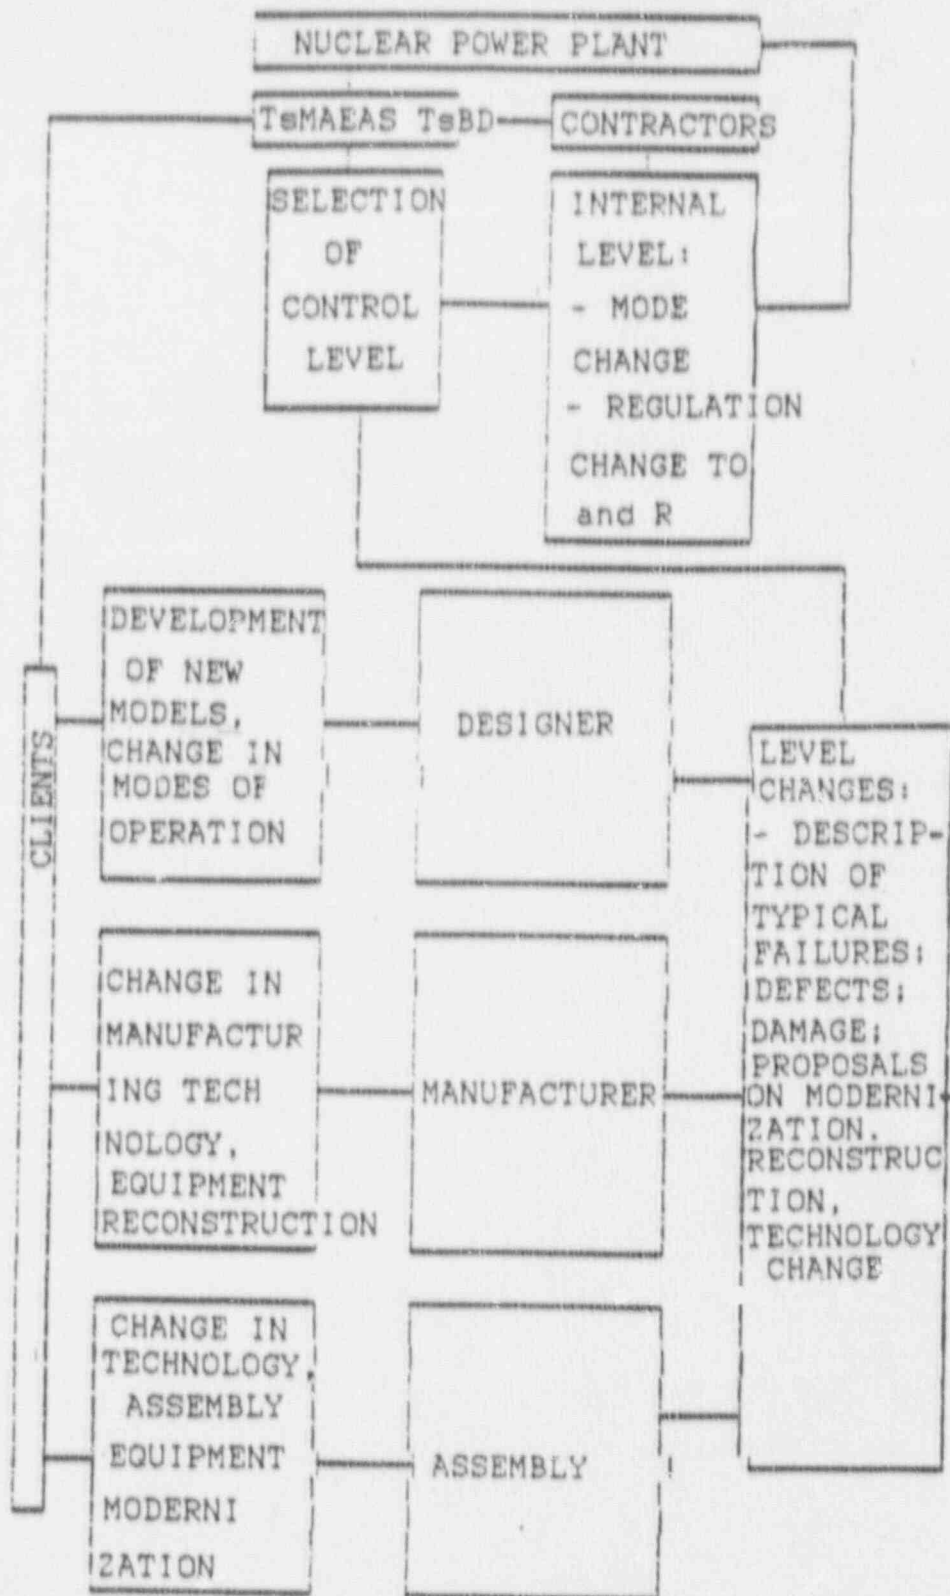 NUCLEAR POWER PLANT
TsMAEAS TsBD
CONTRACTORS
SELECTION
OF
CONTROL
LEVEL
INTERNAL
LEVEL:
- MODE
CHANGE
- REGULATION
CHANGE TO
and R
CLIENTS
DEVELOPMENT
OF NEW
MODELS,
CHANGE IN
MODES OF
OPERATION
DESIGNER
LEVEL
CHANGES:
- DESCRIP-
TION OF
TYPICAL
FAILURES;
DEFECTS;
DAMAGE;
PROPOSALS
ON MODERNI
ZATION.
RECONSTRUC
TION,
TECHNOLOGY
CHANGE
CHANGE IN
MANUFACTUR
ING TECH
NOLOGY,
EQUIPMENT
RECONSTRUCTION
MANUFACTURER
CHANGE IN
TECHNOLOGY,
ASSEMBLY
EQUIPMENT
MODERNI
ZATION
ASSEMBLY